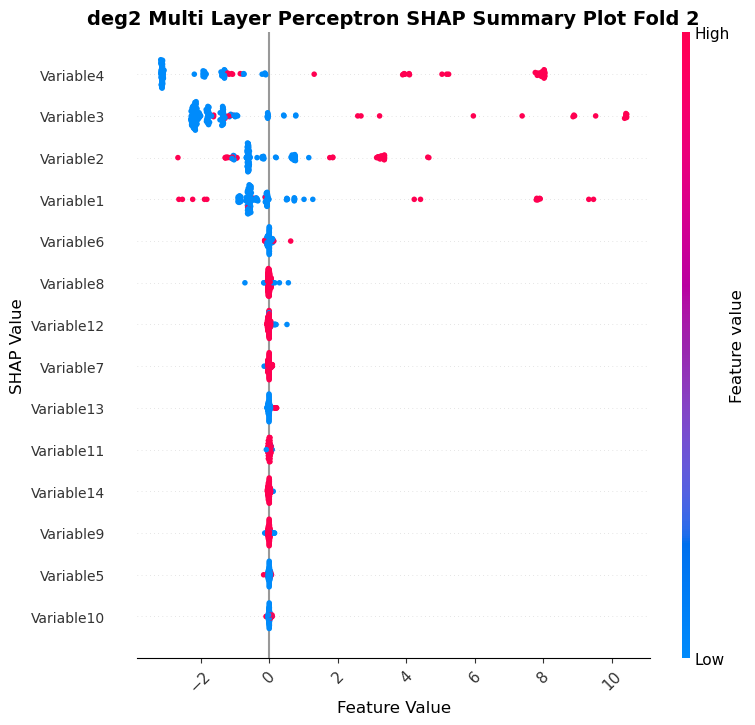 deg2 Multi Layer Perceptron SHAP Summary Plot Fold 2
High
Variable4
Variable3
Variable2
Variable1
Variable6
Variable8
Variable12
Variable7
Variable13
Variable11
Variable14
Variable9
Variable5
Variable10
SHAP Value
Feature value
Low
−2 0 2 4 6 8 10
Feature Value